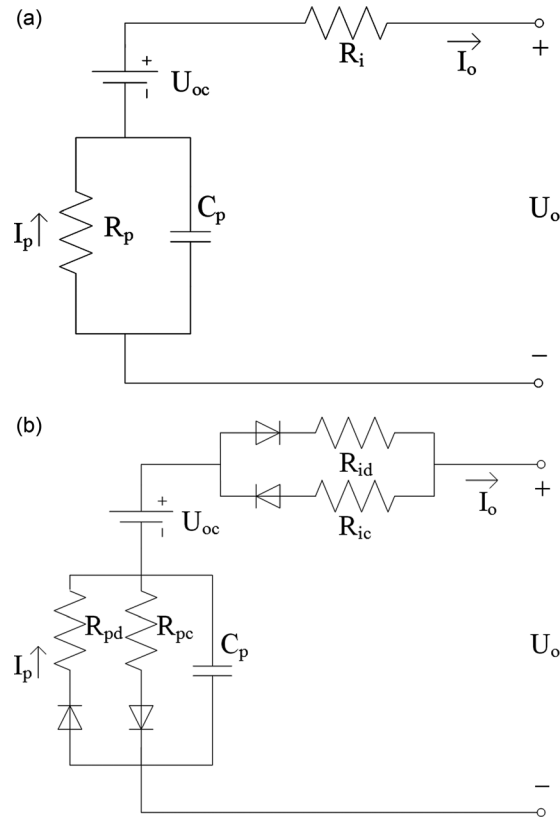 (a)
+
-
U_oc
R_i
I_o
+
I_p
R_p
C_p
U_o
−
(b)
+
-
U_oc
R_id
R_ic
I_o
+
I_p
R_pd
R_pc
C_p
U_o
−